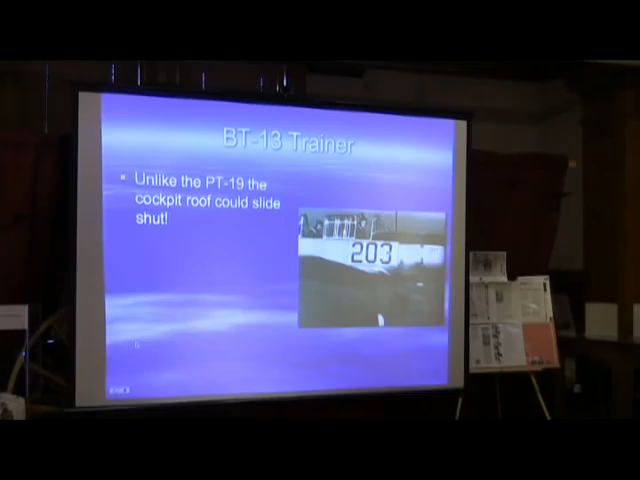 BT-13 Trainer
Unlike the PT-19 the
cockpit roof could slide
shut!
203